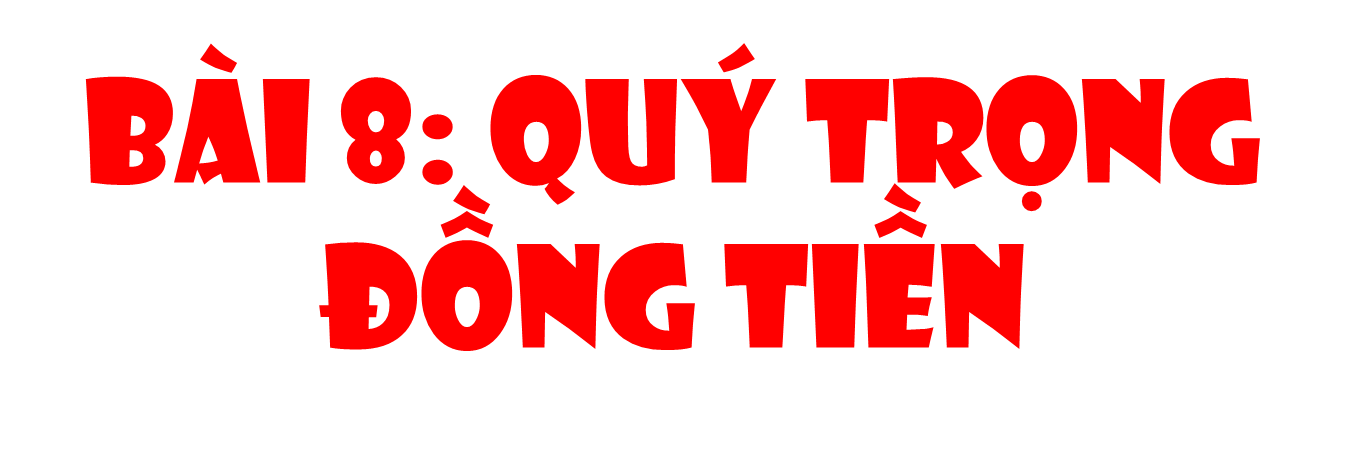 BÀI 8: QUÝ TRỌNG
ĐỒNG TIỀN